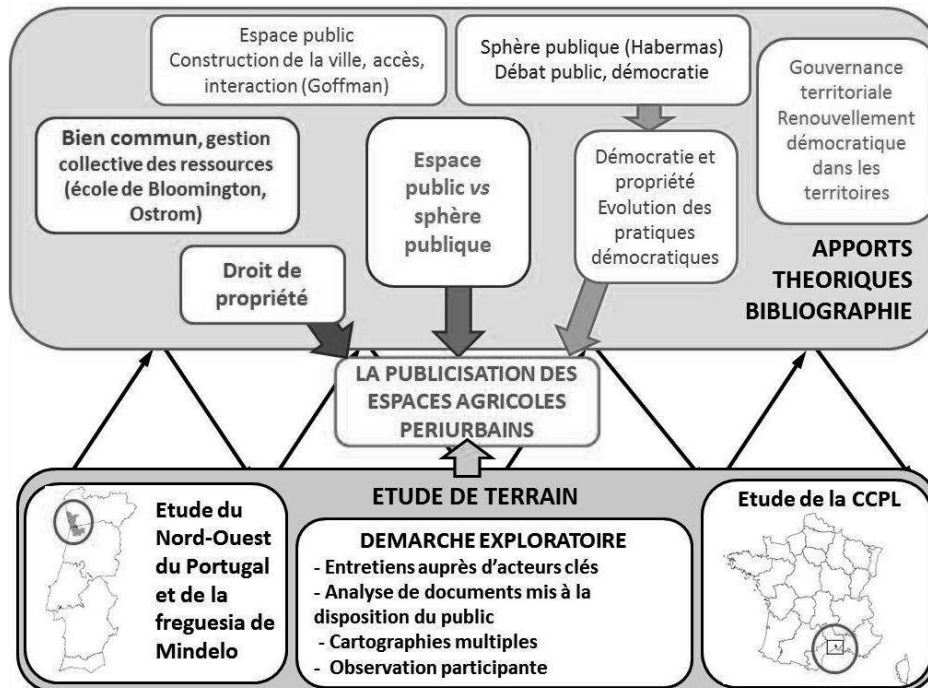 Espace public
Construction de la ville, accès,
interaction (Goffman)
Sphère publique (Habermas)
Débat public, démocratie
Gouvernance
territoriale
Renouvellement
démocratique
dans les
territoires
Bien commun, gestion
collective des ressources
(école de Bloomington,
Ostrom)
Espace
public vs
sphère
publique
Démocratie et
propriété
Evolution des
pratiques
démocratiques
Droit de
propriété
APPORTS
THEORIQUES
BIBLIOGRAPHIE
LA PUBLICISATION DES
ESPACES AGRICOLES
PERIURBAINS
ETUDE DE TERRAIN
Etude du
Nord-Ouest
du Portugal
et de la
freguesia de
Mindelo
DEMARCHE EXPLORATOIRE
- Entretiens auprès d'acteurs clés
- Analyse de documents mis à la
disposition du public
- Cartographies multiples
- Observation participante
Etude de la CCPL